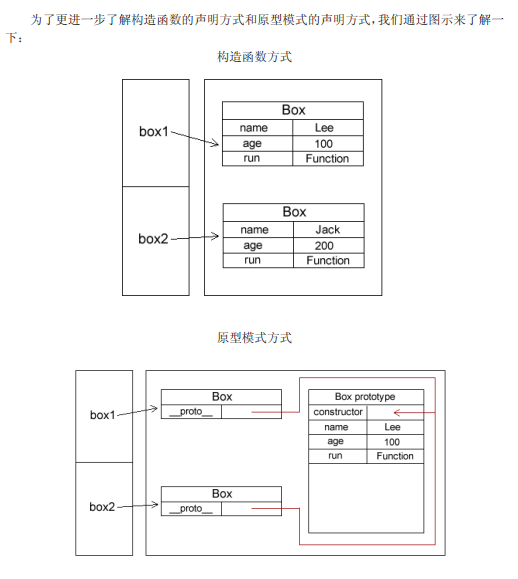 为了更进一步了解构造函数的声明方式和原型模式的声明方式，我们通过图示来了解一
下：
构造函数方式
box1
Box
name Lee
age 100
run Function
box2
Box
name Jack
age 200
run Function
原型模式方式
box1
Box
__proto__
Box prototype
constructor
name Lee
age 100
run Function
box2
Box
__proto__